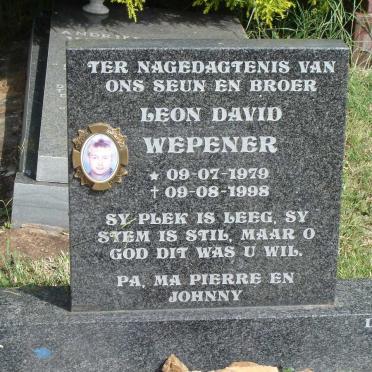 TER NAGEDAGTENIS VAN
ONS SEUN EN BROER
LEON DAVID
WEPENER
★ 09-07-1979
✝ 09-08-1998
SY PLEK IS LEEG, SY
STEM IS STIL, MAAR O
GOD DIT WAS U WIL.
PA, MA PIERRE EN
JOHNNY